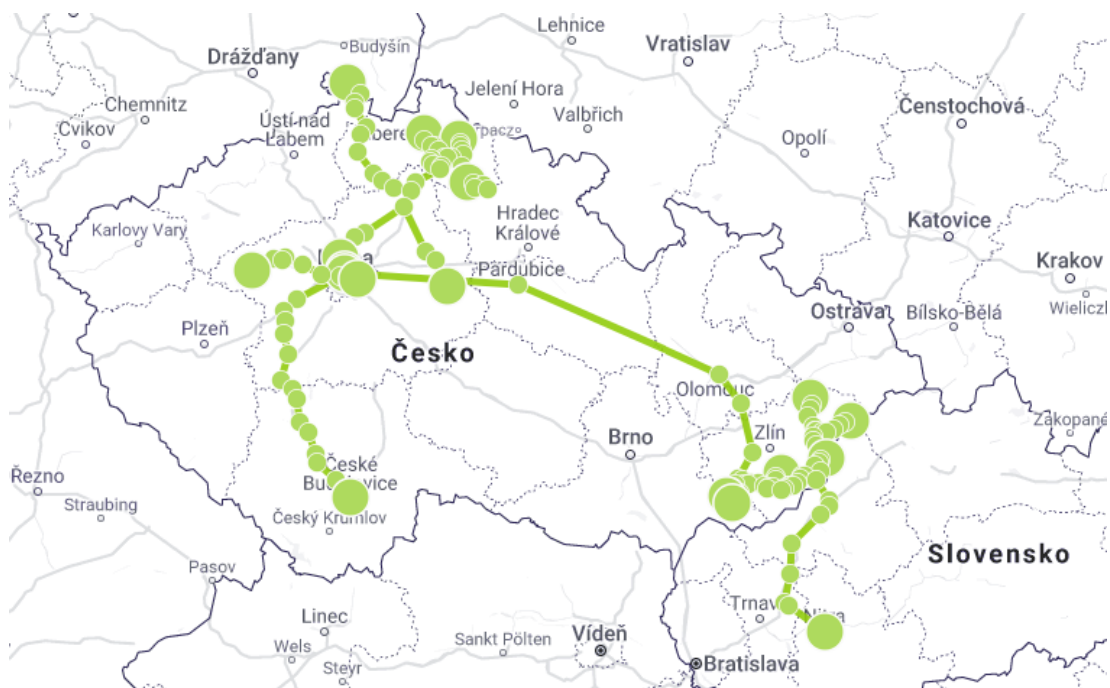 Lehnice
Budyšín
Vratislav
Drážďany
Jelení Hora
Chemnitz
Čenstochová
Valbřich
Ústí nad
Labem
Cvikov
Opolí
Karlovy Vary
Hradec
Králové
Katovice
Pardubice
Krakov
Wieliczk
Ostrava
Bílsko-Bělá
Plzeň
Česko
Olomouc
Zlín
Zakopané
Brno
České
Řezno
Straubing
Český Krumlov
Slovensko
Pasov
Trnav
Linec
Vídeň
Sankt Pölten
Wels
Bratislava
Steyr